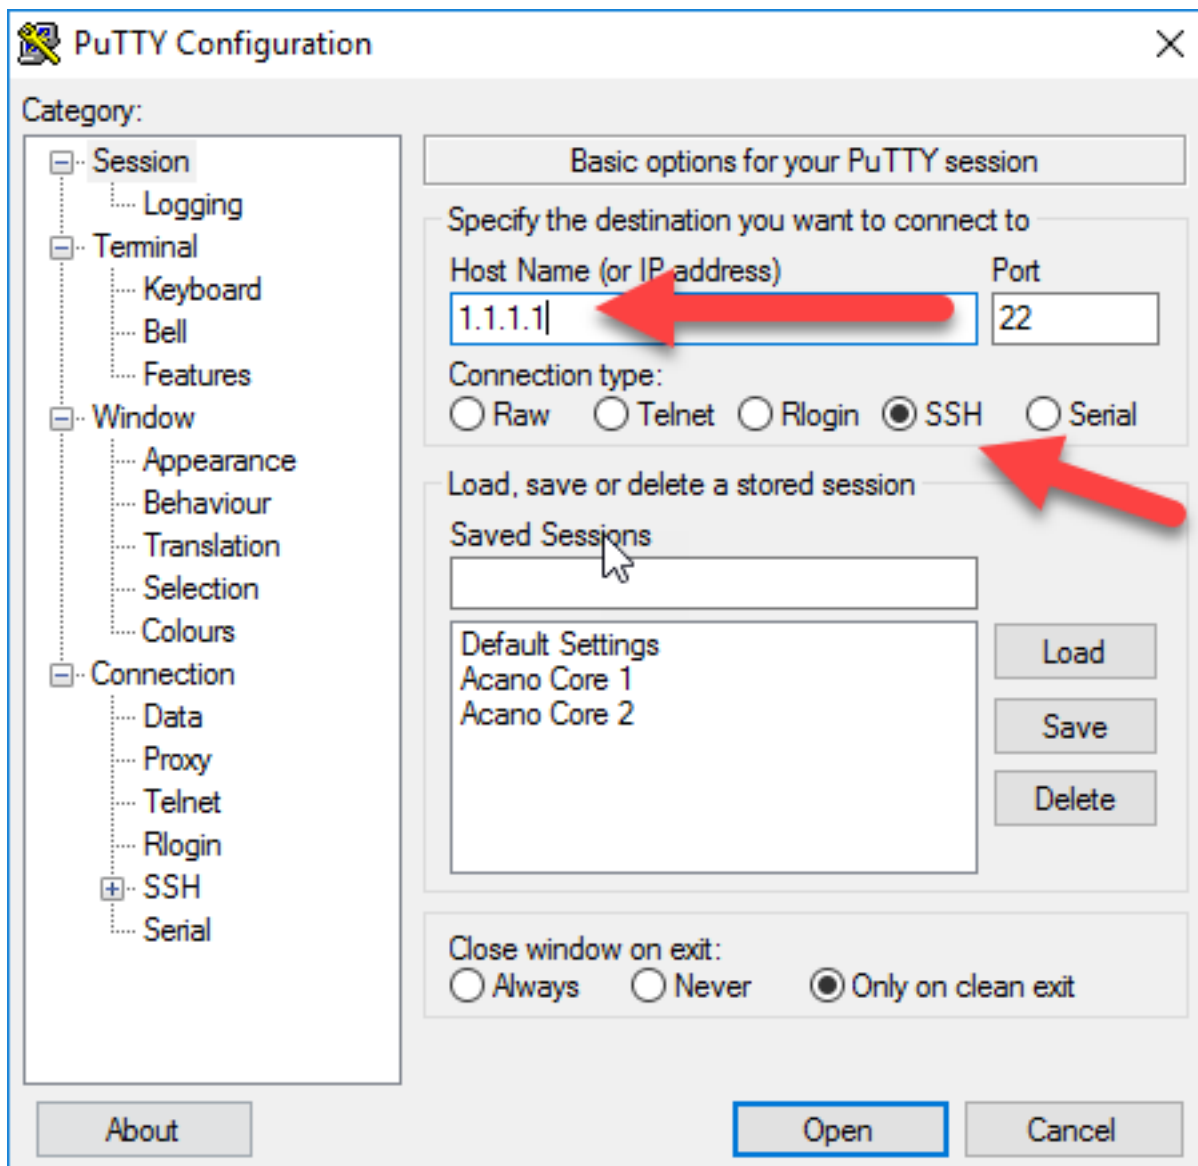 PuTTY Configuration
Category:
Session
Logging
Terminal
Keyboard
Bell
Features
Window
Appearance
Behaviour
Translation
Selection
Colours
Connection
Data
Proxy
Telnet
Rlogin
SSH
Serial
Basic options for your PuTTY session
Specify the destination you want to connect to
Host Name (or IP address) Port
1.1.1.1 22
Connection type:
Raw Telnet Rlogin SSH Serial
Load, save or delete a stored session
Saved Sessions
Default Settings
Acano Core 1
Acano Core 2
Load
Save
Delete
Close window on exit:
Always Never Only on clean exit
About Open Cancel